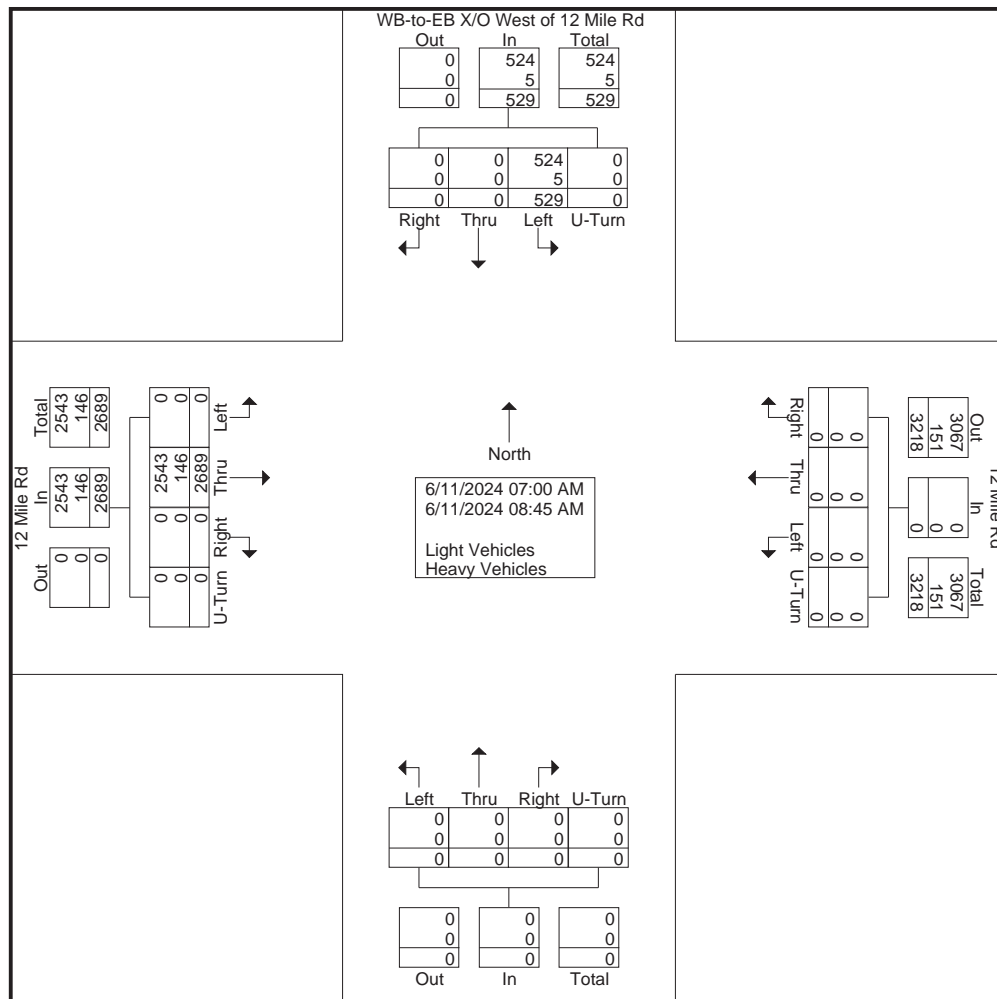 WB-to-EB X/O West of 12 Mile Rd
Out In Total
0 524 524
0 5 5
0 529 529
0 0 524 0
0 0 5 0
0 0 529 0
Right Thru Left U-Turn
12 Mile Rd
Total
2543
146
2689
In
2543
146
2689
Out
0
0
0
Left
0
0
0
Thru
2543
146
2689
Right
0
0
0
U-Turn
0
0
0
North
6/11/2024 07:00 AM
6/11/2024 08:45 AM
Light Vehicles
Heavy Vehicles
Right
0
0
0
Thru
0
0
0
Left
0
0
0
U-Turn
0
0
0
Out
3067
151
3218
In
0
0
0
Total
3067
151
3218
12 Mile Rd
Left Thru Right U-Turn
0 0 0 0
0 0 0 0
0 0 0 0
0 0 0
0 0 0
0 0 0
Out In Total